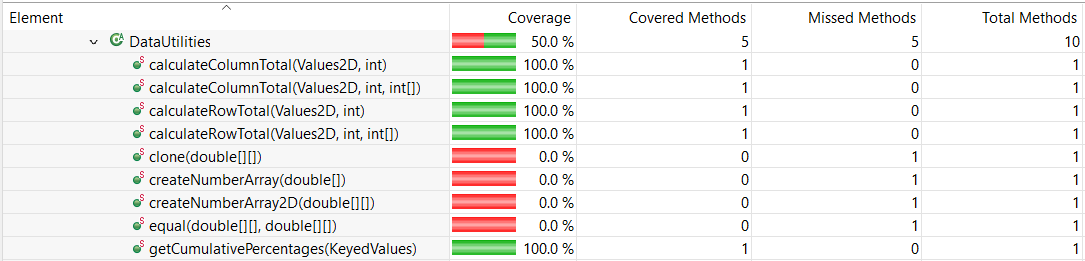 Element Coverage Covered Methods Missed Methods Total Methods
DataUtilities 50.0 % 5 5 10
calculateColumnTotal(Values2D, int) 100.0 % 1 0 1
calculateColumnTotal(Values2D, int, int[]) 100.0 % 1 0 1
calculateRowTotal(Values2D, int) 100.0 % 1 0 1
calculateRowTotal(Values2D, int, int[]) 100.0 % 1 0 1
clone(double[][]) 0.0 % 0 1 1
createNumberArray(double[]) 0.0 % 0 1 1
createNumberArray2D(double[][]) 0.0 % 0 1 1
equal(double[][], double[][]) 0.0 % 0 1 1
getCumulativePercentages(KeyedValues) 100.0 % 1 0 1